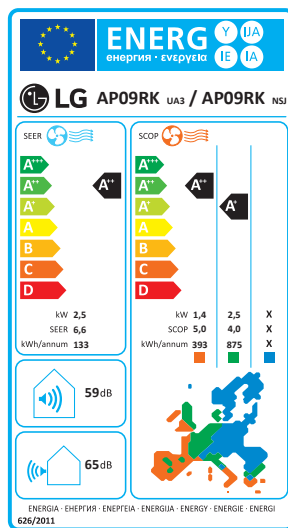 ENERG Y IJA
енергия · ενεργεια IE IA
LG AP09RK UA3 / AP09RK NSJ
SEER
SCOP
A+++ A+++
A++ A++ A++ A++
A+ A+ A+
A A
B B
C C
D D
kW 2,5 kW 1,4 2,5 X
SEER 6,6 SCOP 5,0 4,0 X
kWh/annum 133 kWh/annum 393 875 X
59dB
65dB
ENERGIA · ЕНЕРГИЯ · ΕΝΕΡΓΕΙΑ · ENERGIJA · ENERGY · ENERGIE · ENERGI
626/2011